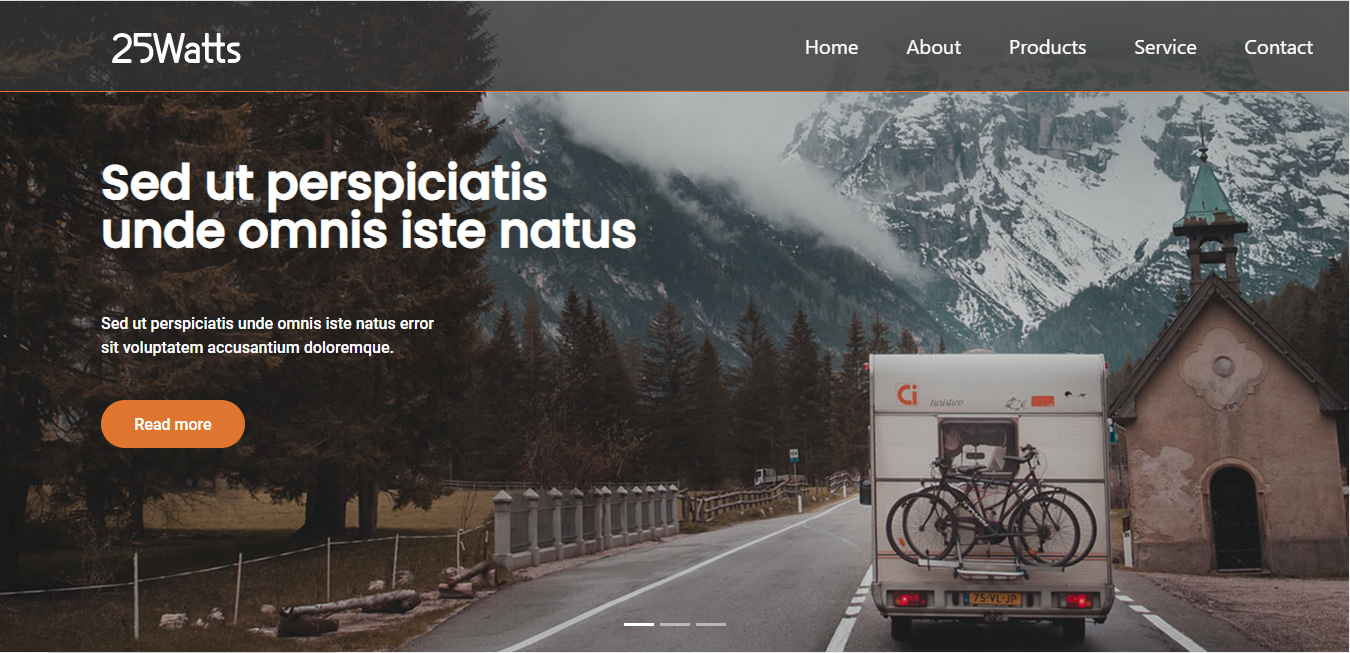 25Watts
Home About Products Service Contact
Sed ut perspiciatis
unde omnis iste natus
Sed ut perspiciatis unde omnis iste natus error
sit voluptatem accusantium doloremque.
Read more
Ci
75-VL-JP